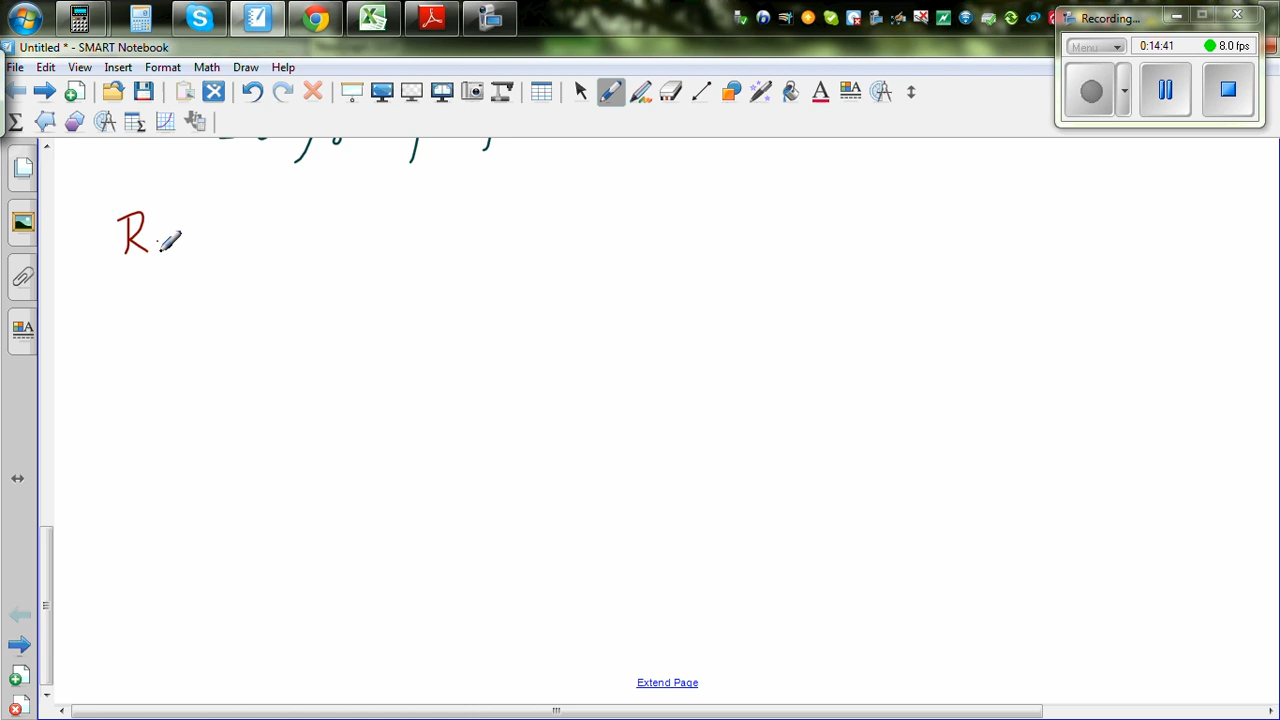 Recording...
Untitled * - SMART Notebook
Menu
0:14:41
8.0 fps
File Edit View Insert Format Math Draw Help
R
Extend Page